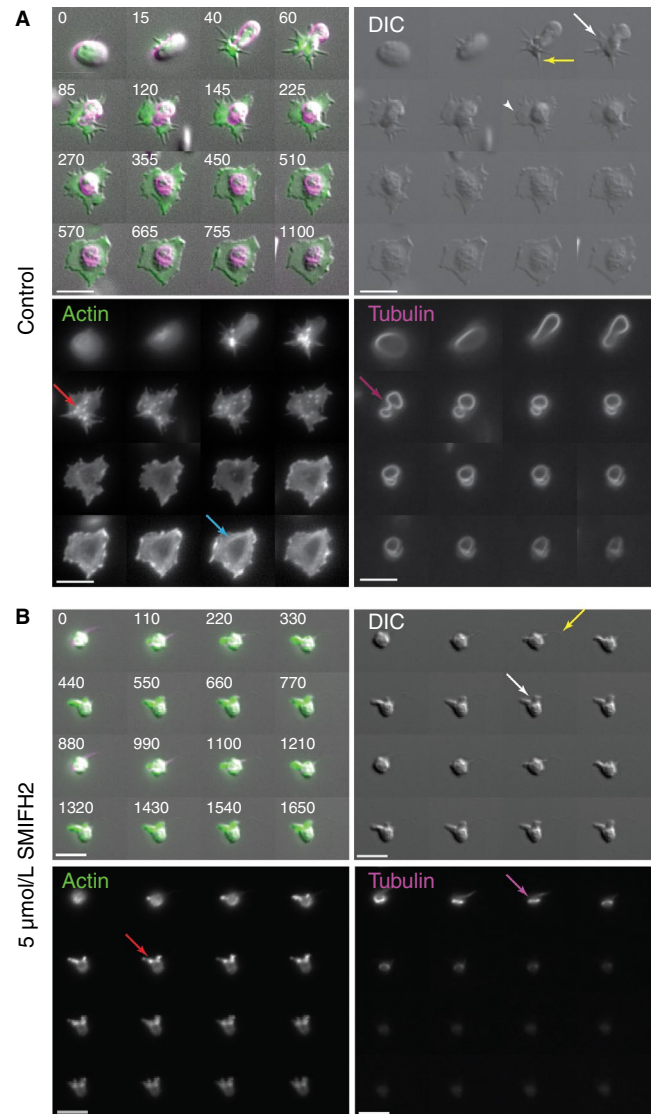 A
Control
0 15 40 60
85 120 145 225
270 355 450 510
570 665 755 1100
DIC
Actin
Tubulin
B
5 µmol/L SMIFH2
0 110 220 330
440 550 660 770
880 990 1100 1210
1320 1430 1540 1650
DIC
Actin
Tubulin